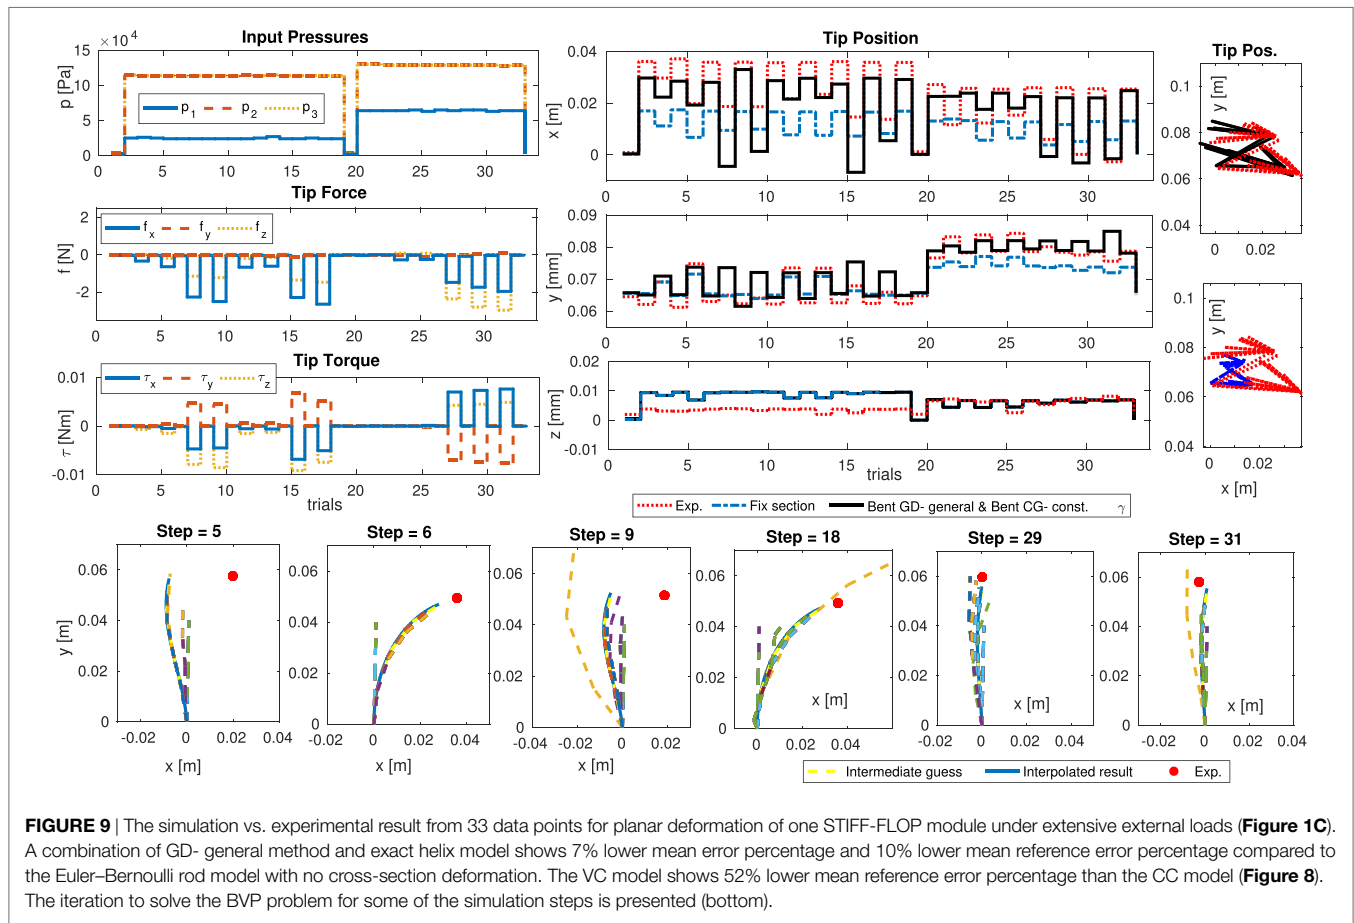 Input Pressures
× 10⁴
15
10
5
0
p [Pa]
p₁ p₂ p₃
0 5 10 15 20 25 30
Tip Force
2
0
-2
f [N]
f x f y f z
0 5 10 15 20 25 30
Tip Torque
0.01
0
-0.01
τ [Nm]
τ x τ y τ z
0 5 10 15 20 25 30
trials
Tip Position
0.04
0.02
0
x [m]
0 5 10 15 20 25 30
0.09
0.08
0.07
0.06
y [mm]
0 5 10 15 20 25 30
0.02
0.01
0
-0.01
z [mm]
0 5 10 15 20 25 30
trials
Exp. Fix section Bent GD- general & Bent CG- const. γ
Tip Pos.
0.1
0.08
0.06
0.04
y [m]
0 0.02
0.1
0.08
0.06
0.04
y [m]
0 0.02
x [m]
Step = 5
0.06
0.04
0.02
0
y [m]
-0.02 0 0.02
x [m]
Step = 6
0.06
0.04
0.02
0
-0.02 0 0.02 0.04
x [m]
Step = 9
0.06
0.04
0.02
0
-0.04 -0.02 0 0.02
x [m]
Step = 18
0.06
0.04
0.02
0
x [m]
-0.02 0 0.02 0.04
Step = 29
0.06
0.04
0.02
0
x [m]
-0.02 0 0.02 0.04
Step = 31
0.06
0.04
0.02
0
x [m]
-0.02 0 0.02 0.04
Intermediate guess Interpolated result Exp.
FIGURE 9 | The simulation vs. experimental result from 33 data points for planar deformation of one STIFF-FLOP module under extensive external loads (Figure 1C).
A combination of GD- general method and exact helix model shows 7% lower mean error percentage and 10% lower mean reference error percentage compared to
the Euler–Bernoulli rod model with no cross-section deformation. The VC model shows 52% lower mean reference error percentage than the CC model (Figure 8).
The iteration to solve the BVP problem for some of the simulation steps is presented (bottom).